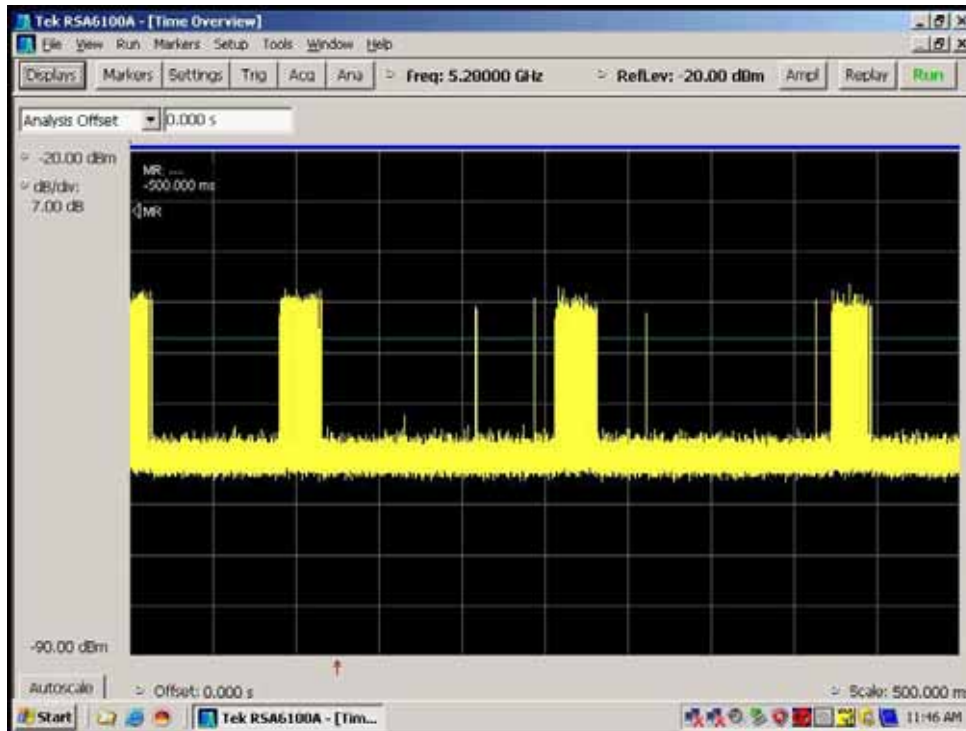 Tek RSA6100A - [Time Overview]
File View Run Markers Setup Tools Window Help
Displays Markers Settings Trig Acq Ana Freq: 5.28000 GHz RefLev: -20.00 dBm Ampl Replay Run
Analysis Offset 0.000 s
-20.00 dBm
dB/div:
7.00 dB
MR: ---
-500.000 ms
MR
-90.00 dBm
Autoscale Offset: 0.000 s Scale: 500.000 ms
Start Tek RSA6100A - [Tim... 11:46 AM